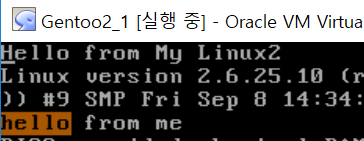 Gentoo2_1 [실행 중] - Oracle VM Virtua
Hello from My Linux2
Linux version 2.6.25.10 (r
)) #9 SMP Fri Sep 8 14:34:
hello from me